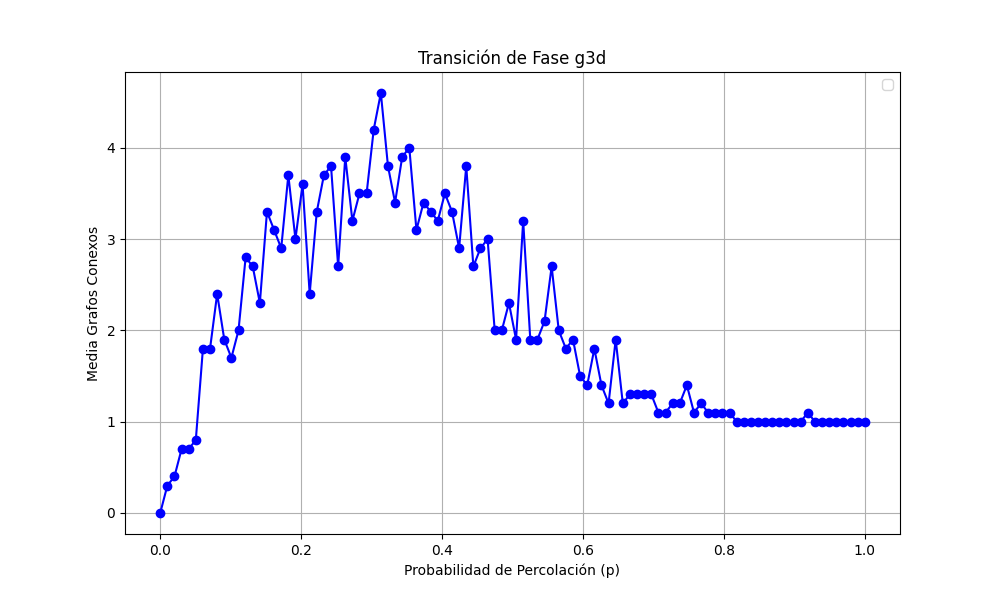 Transición de Fase g3d
Media Grafos Conexos
4
3
2
1
0
0.0 0.2 0.4 0.6 0.8 1.0
Probabilidad de Percolación (p)